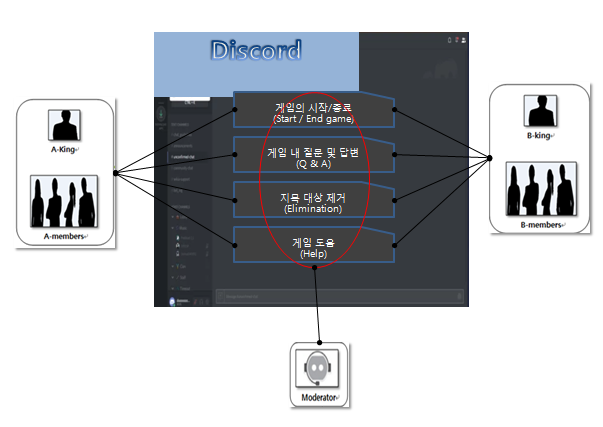 Discord
게임의 시작/종료
(Start / End game)
게임 내 질문 및 답변
(Q & A)
지목 대상 제거
(Elimination)
게임 도움
(Help)
A-King
A-members
B-king
B-members
Moderator